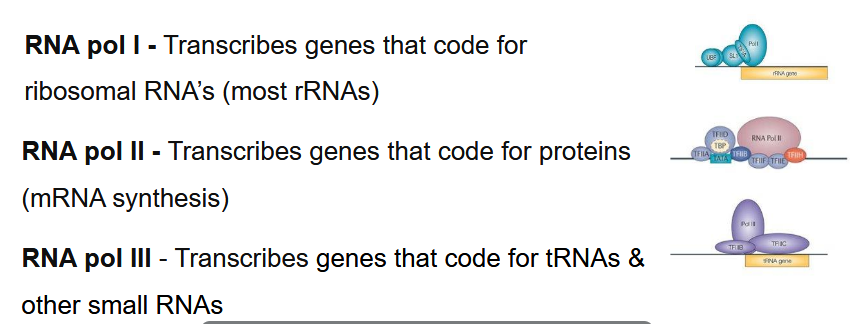 RNA pol I - Transcribes genes that code for
ribosomal RNA’s (most rRNAs)
UBF SL1 Pol I
rRNA gene
RNA pol II - Transcribes genes that code for proteins
(mRNA synthesis)
TFIID RNA Pol II
TBP
TFIIA TATA TFIIB TFIIF TFIIE TFIIH
RNA pol III - Transcribes genes that code for tRNAs &
other small RNAs
Pol III
TFIIIB TFIIIC
tRNA gene